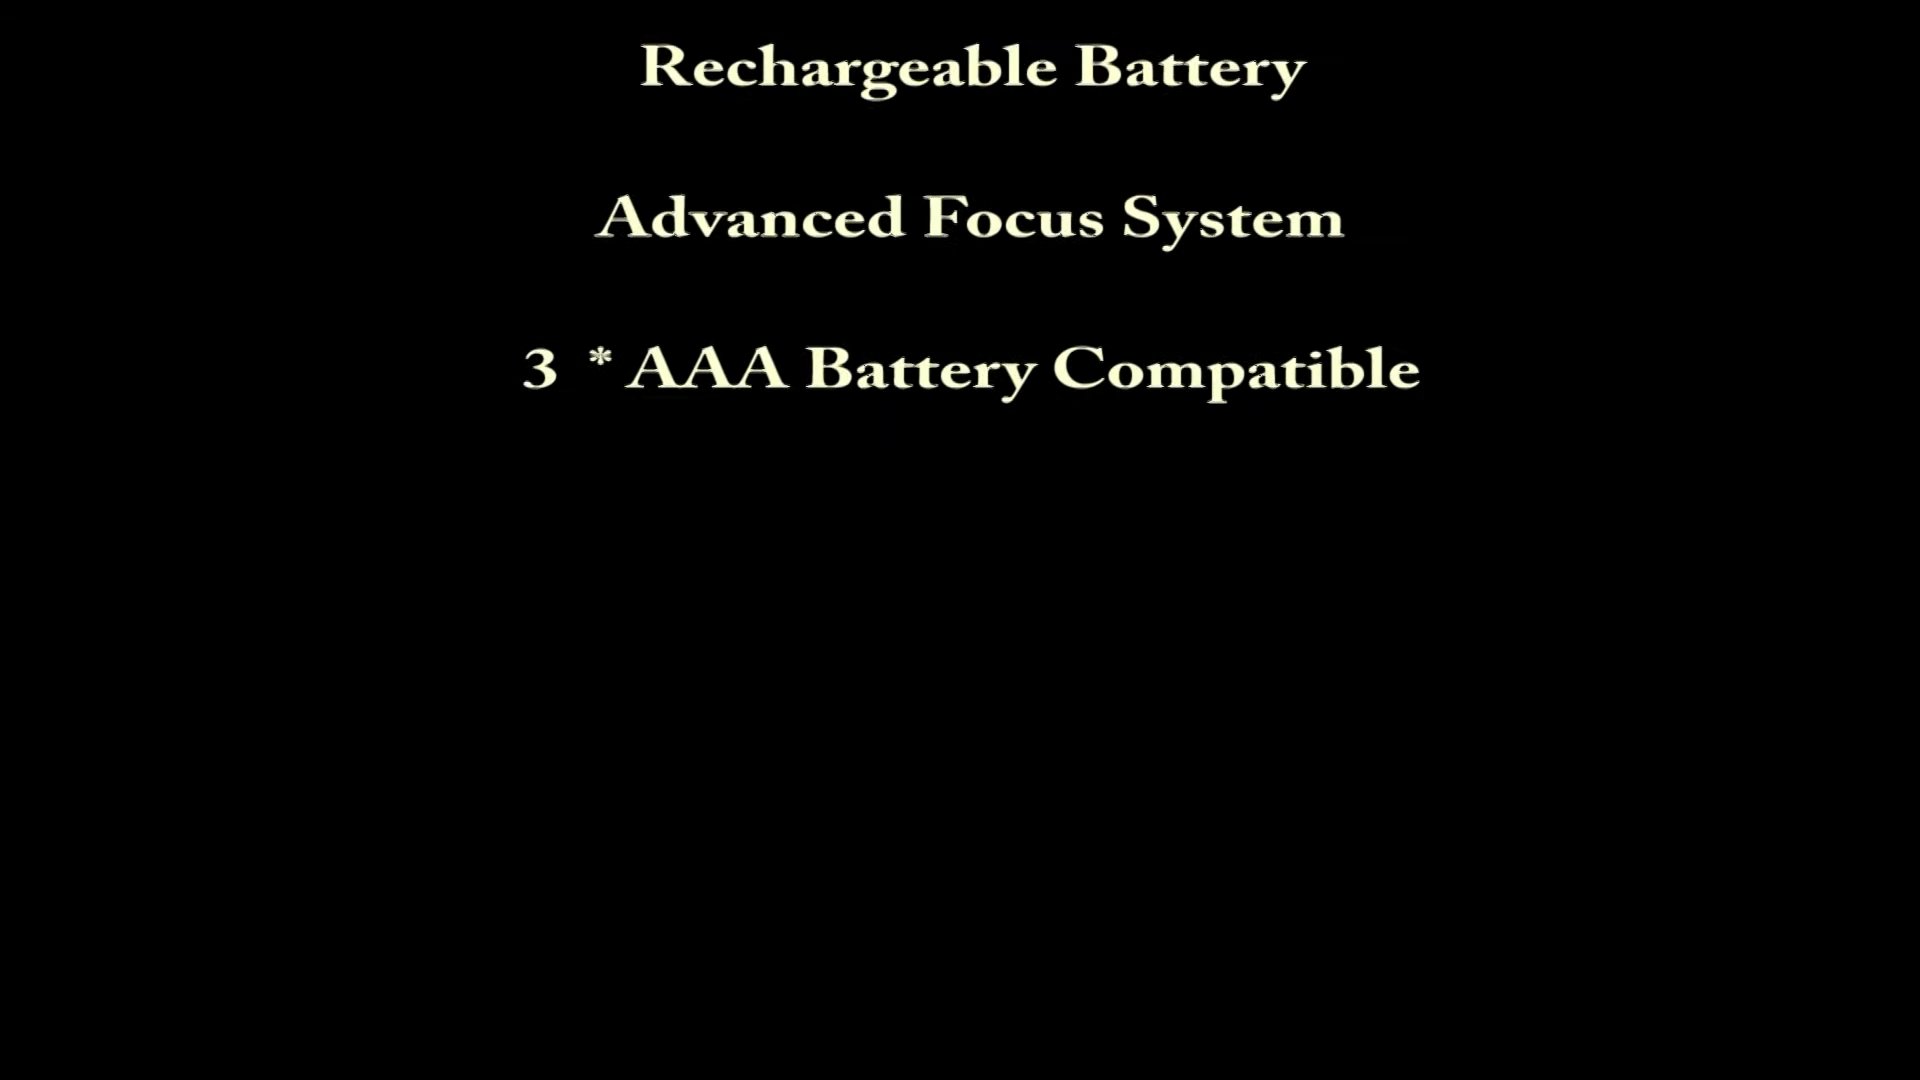 Rechargeable Battery
Advanced Focus System
3 * AAA Battery Compatible